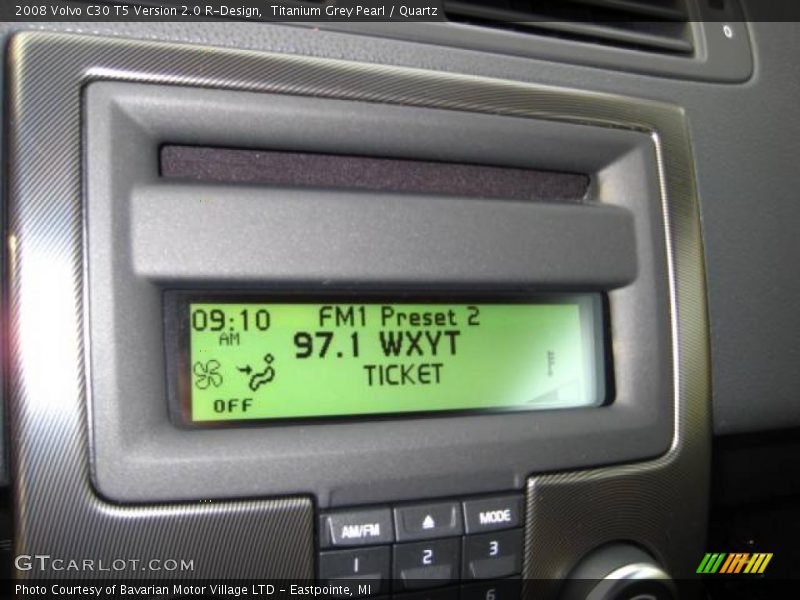 2008 Volvo C30 T5 Version 2.0 R-Design, Titanium Grey Pearl / Quartz
09:10 FM1 Preset 2
AM 97.1 WXYT
TICKET
OFF
AM/FM MODE
1 2 3
6
GTCARLOT.COM
Photo Courtesy of Bavarian Motor Village LTD - Eastpointe, MI